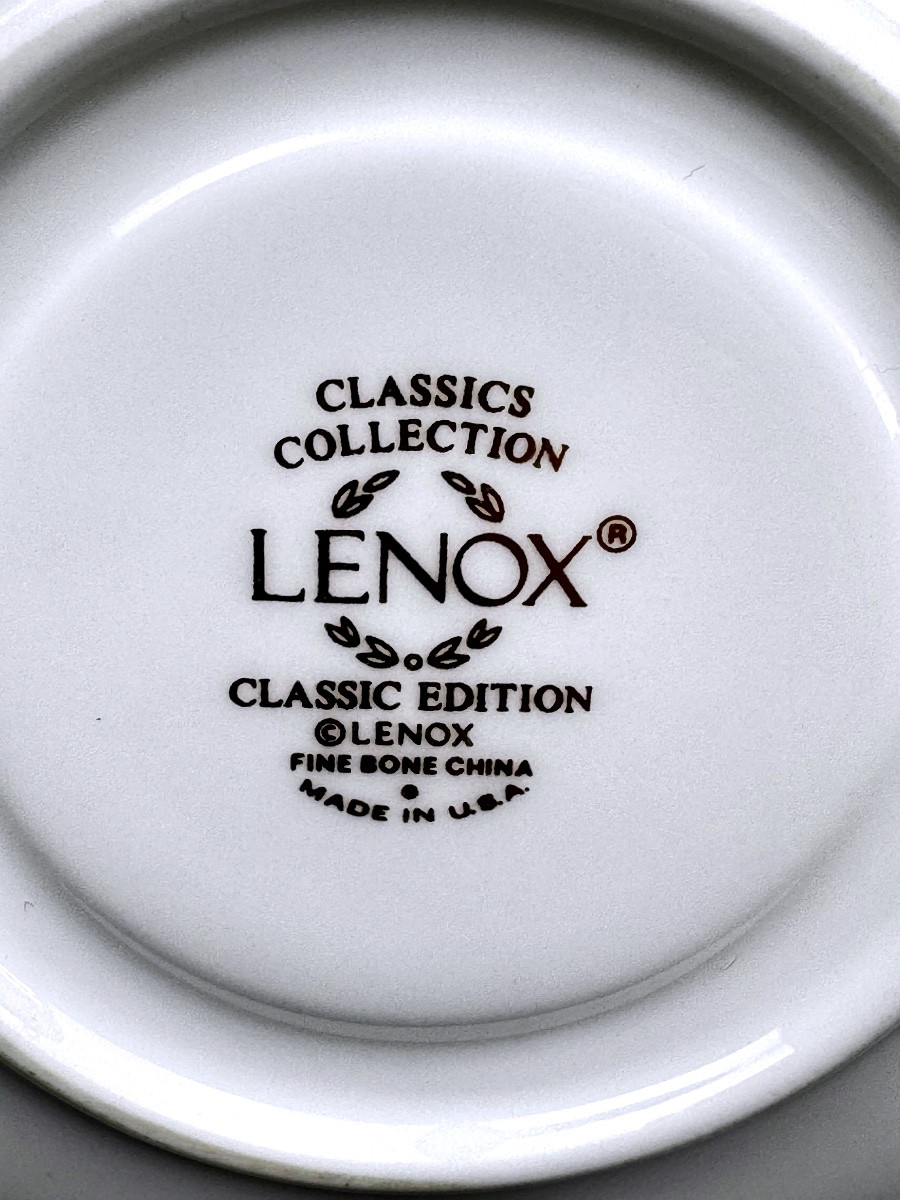 CLASSICS
COLLECTION
LENOX®
CLASSIC EDITION
©LENOX
FINE BONE CHINA
MADE IN U.S.A.